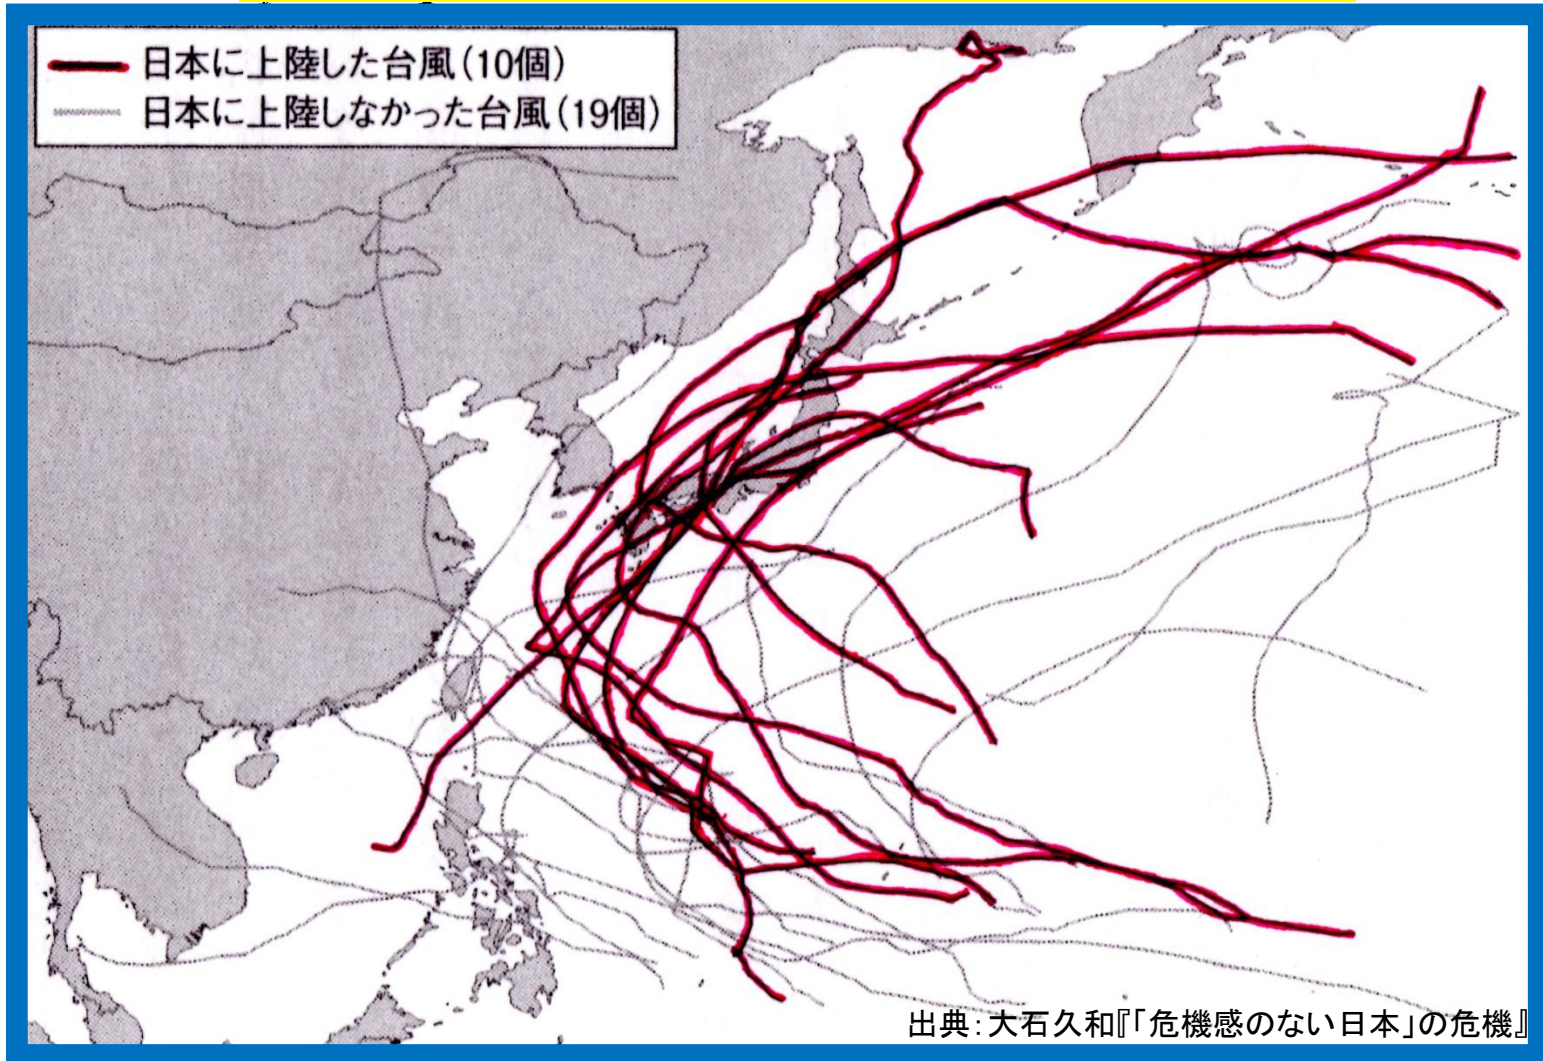 日本に上陸した台風(10個)
日本に上陸しなかった台風(19個)
出典:大石久和『「危機感のない日本」の危機』